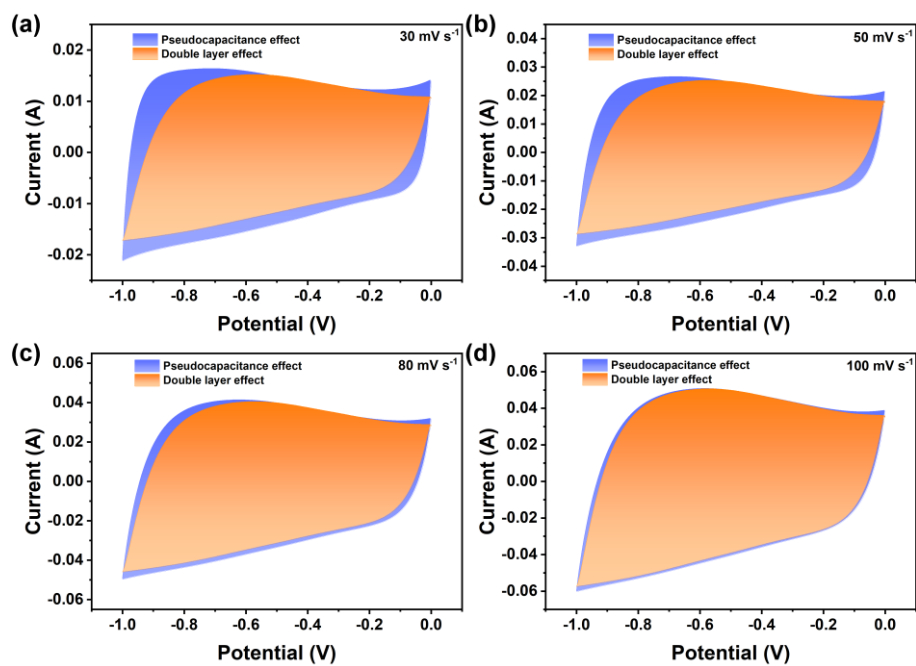 (a)
Pseudocapacitance effect
Double layer effect
30 mV s⁻¹
0.02
0.01
0.00
-0.01
-0.02
Current (A)
-1.0 -0.8 -0.6 -0.4 -0.2 0.0
Potential (V)
(b)
Pseudocapacitance effect
Double layer effect
50 mV s⁻¹
0.04
0.03
0.02
0.01
0.00
-0.01
-0.02
-0.03
-0.04
Current (A)
-1.0 -0.8 -0.6 -0.4 -0.2 0.0
Potential (V)
(c)
Pseudocapacitance effect
Double layer effect
80 mV s⁻¹
0.06
0.04
0.02
0.00
-0.02
-0.04
-0.06
Current (A)
-1.0 -0.8 -0.6 -0.4 -0.2 0.0
Potential (V)
(d)
Pseudocapacitance effect
Double layer effect
100 mV s⁻¹
0.06
0.04
0.02
0.00
-0.02
-0.04
-0.06
Current (A)
-1.0 -0.8 -0.6 -0.4 -0.2 0.0
Potential (V)